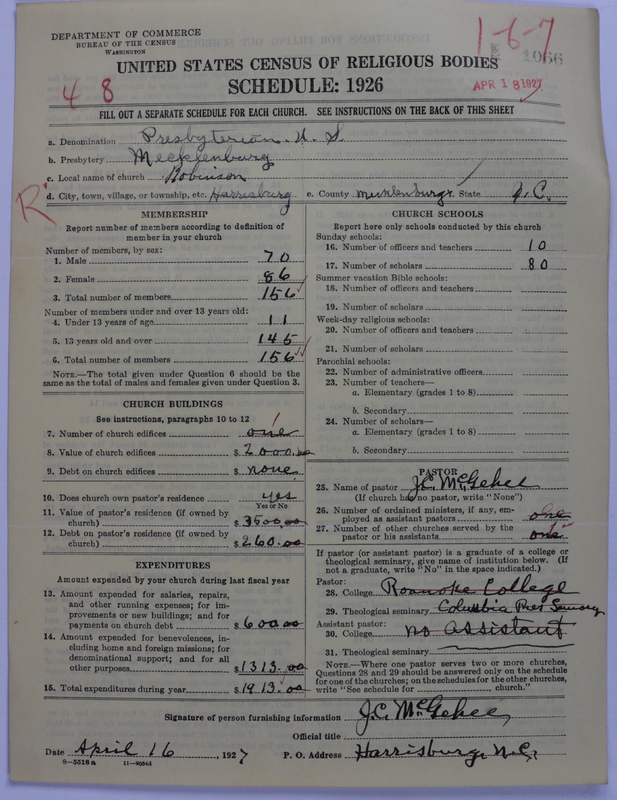 DEPARTMENT OF COMMERCE
BUREAU OF THE CENSUS
WASHINGTON
1-6-7
1066
UNITED STATES CENSUS OF RELIGIOUS BODIES
SCHEDULE: 1926
APR 18 1927
4 8
FILL OUT A SEPARATE SCHEDULE FOR EACH CHURCH. SEE INSTRUCTIONS ON THE BACK OF THIS SHEET
a. Denomination Presbyterian U.S.
b. Presbytery Mecklenburg
c. Local name of church Robinson
d. City, town, village, or township, etc. Harrisburg e. County Mecklenburg State N.C.
R
MEMBERSHIP
Report number of members according to definition of
member in your church
Number of members, by sex:
1. Male 70
2. Female 86
3. Total number of members 156
Number of members under and over 13 years old:
4. Under 13 years of age 11
5. 13 years old and over 145
6. Total number of members 156
NOTE.—The total given under Question 6 should be
same as the total of males and females given under Question 3.
CHURCH BUILDINGS
See instructions, paragraphs 10 to 12
7. Number of church edifices one 1
8. Value of church edifices $2000.00
9. Debt on church edifices $none
10. Does church own pastor's residence yes
Yes or No
11. Value of pastor's residence (if owned by
church) $3500.00
12. Debt on pastor's residence (if owned by
church) $260.00
EXPENDITURES
Amount expended by your church during last fiscal year
13. Amount expended for salaries, repairs,
and other running expenses; for im-
provements or new buildings; and for
payments on church debt $600.00
14. Amount expended for benevolences, in-
cluding home and foreign missions; for
denominational support; and for all
other purposes $1313.00
15. Total expenditures during year $1913.00
CHURCH SCHOOLS
Report here only schools conducted by this church
Sunday schools:
16. Number of officers and teachers 10
17. Number of scholars 80
Summer vacation Bible schools:
18. Number of officers and teachers
19. Number of scholars
Week-day religious schools:
20. Number of officers and teachers
21. Number of scholars
Parochial schools:
22. Number of administrative officers
23. Number of teachers—
a. Elementary (grades 1 to 8)
b. Secondary
24. Number of scholars—
a. Elementary (grades 1 to 8)
b. Secondary
PASTOR
25. Name of pastor J.C. McGehee
(If church has no pastor, write "None")
26. Number of ordained ministers, if any, em-
ployed as assistant pastors one
27. Number of other churches served by the
pastor or his assistants one 1
If pastor (or assistant pastor) is a graduate of a college or
theological seminary, give name of institution below. (If
not a graduate, write "No" in the space indicated.)
Pastor:
28. College Roanoke College
29. Theological seminary Columbia Pres Seminary
Assistant pastor:
30. College no assistant
31. Theological seminary
NOTE.—Where one pastor serves two or more churches,
Questions 28 and 29 should be answered only on the schedule
for one of the churches; on the schedules for the other churches,
write "See schedule for church."
Signature of person furnishing information J.C. McGehee
Official title
Date April 16, 1927 P. O. Address Harrisburg, N.C.
8-5518a 11-9034d